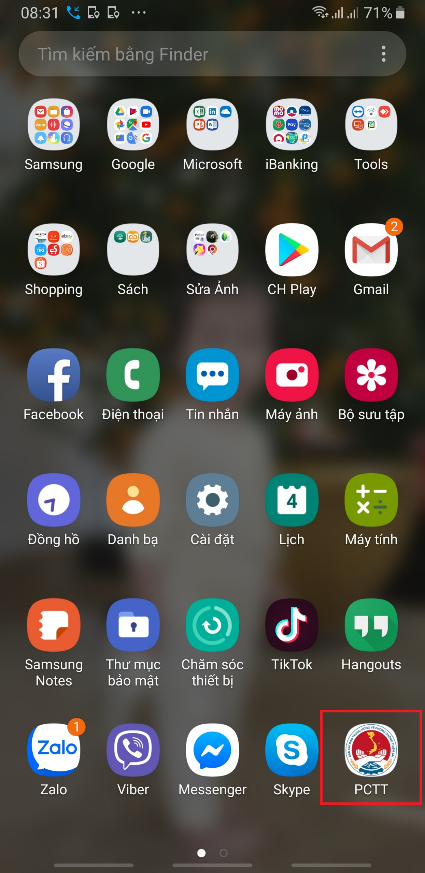 08:31
71%
Tìm kiếm bằng Finder
Samsung Google Microsoft iBanking Tools
2
Shopping Sách Sửa Ảnh CH Play Gmail
Facebook Điện thoại Tin nhắn Máy ảnh Bộ sưu tập
4
Đồng hồ Danh bạ Cài đặt Lịch Máy tính
Samsung Notes Thư mục bảo mật Chăm sóc thiết bị TikTok Hangouts
1
Zalo
Zalo Viber Messenger Skype PCTT